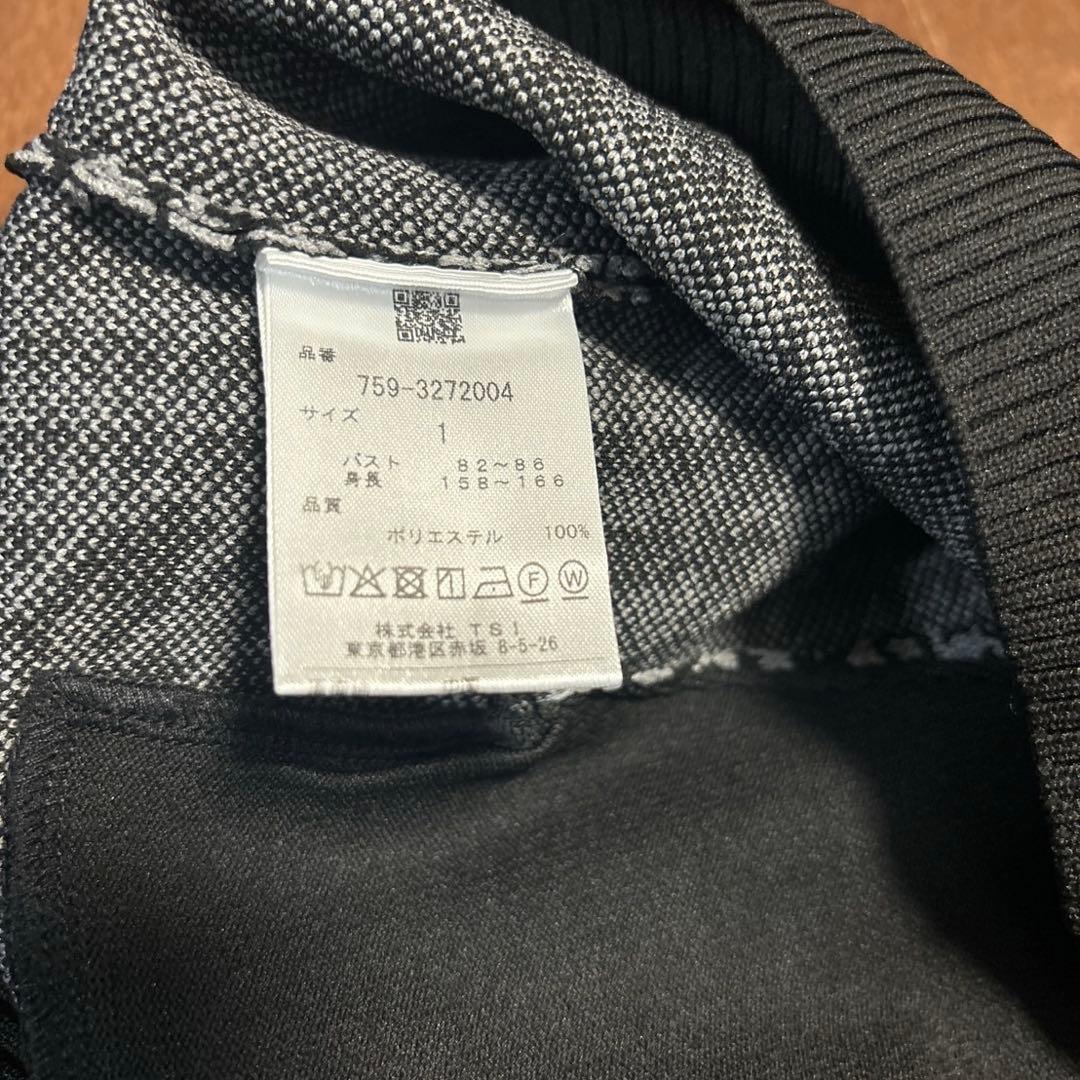 品番
759-3272004
サイズ
1
バスト 82～86
身長 158～166
品質
ポリエステル 100%
F W
株式会社 TSI
東京都港区赤坂 8-5-26